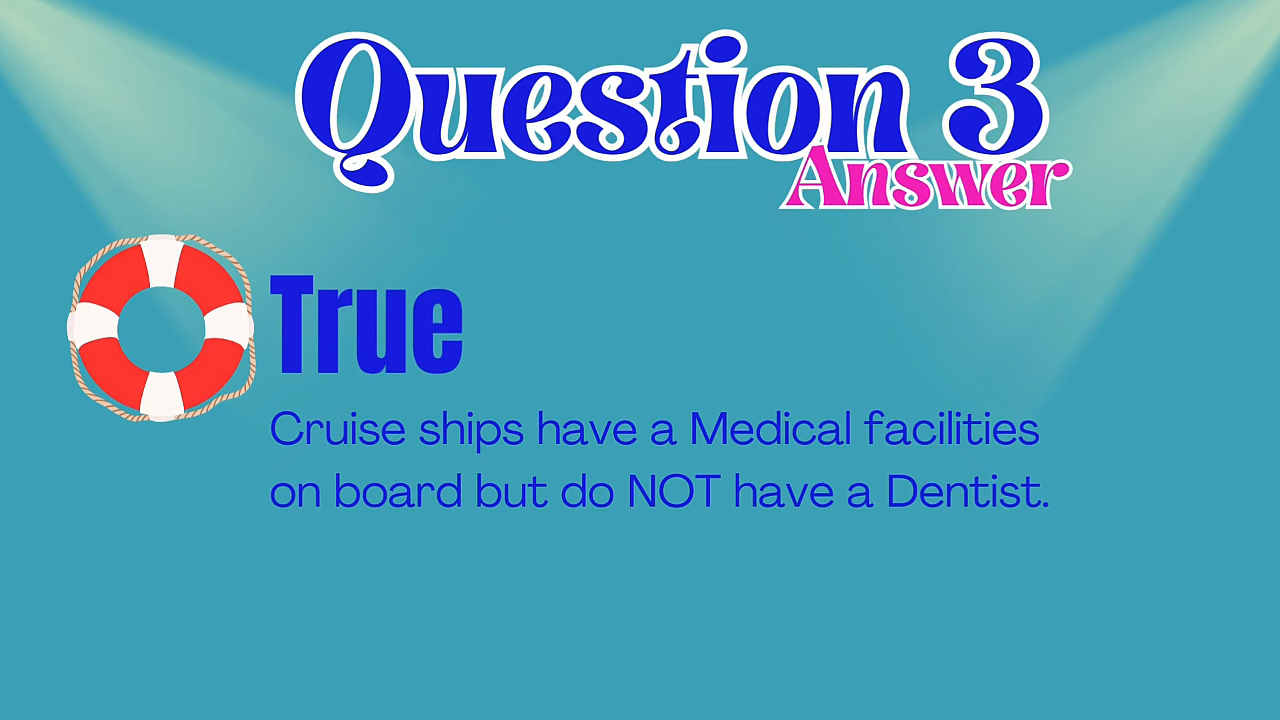 Question 3
Answer
True
Cruise ships have a Medical facilities
on board but do NOT have a Dentist.